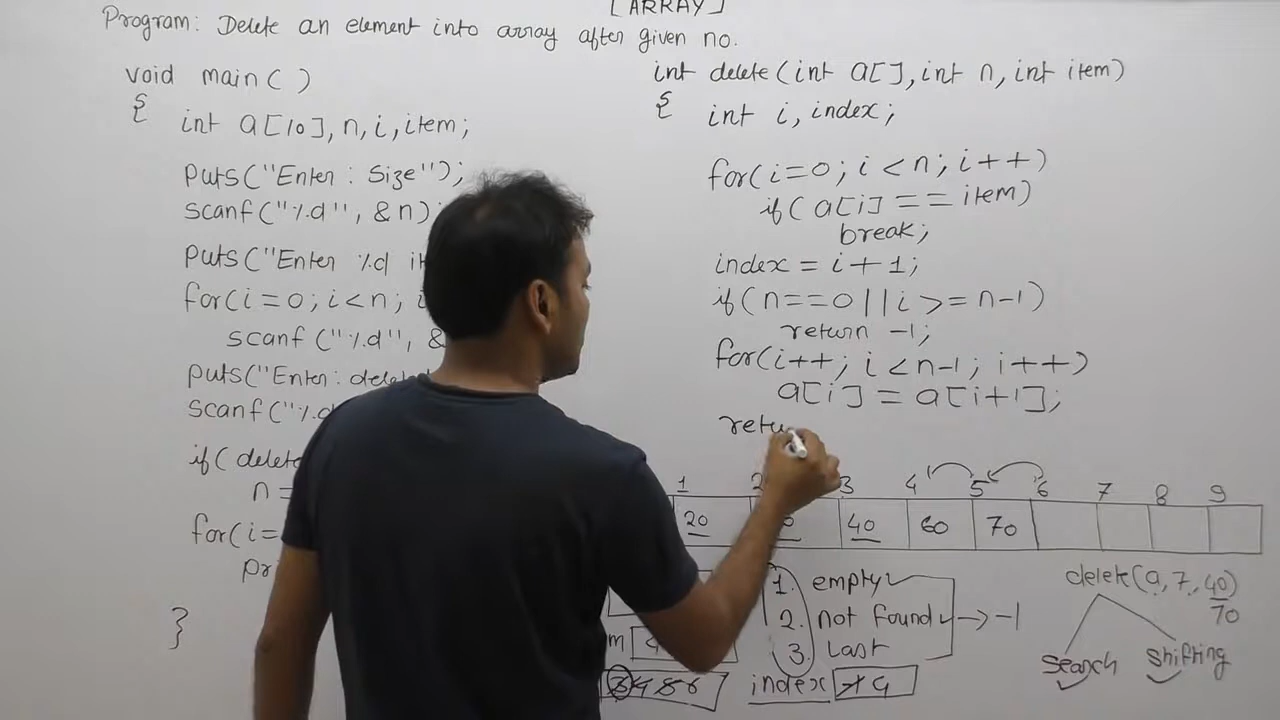 [ARRAY]
Program: Delete an element into array after given no.
void main( )
{
int a[10], n, i, item;
puts("Enter: Size");
scanf("%d", &n);
puts("Enter %d
for(i=0; i<n;
scanf("%d", &
puts("Enter: delet
scanf("%d
if( delete
n=
for(i=
pri
}
int delete(int a[], int n, int item)
{ int i, index;
for(i=0; i<n; i++)
if( a[i] == item)
break;
index = i+1;
if(n==0 || i >= n-1)
return -1;
for(i++; i<n-1; i++)
a[i] = a[i+1];
retu
1 2 3 4 5 6 7 8 9
20 40 60 70
1. empty
2. not found → -1
3. Last
index 4
delete(a, 7, 40)
70
search shifting